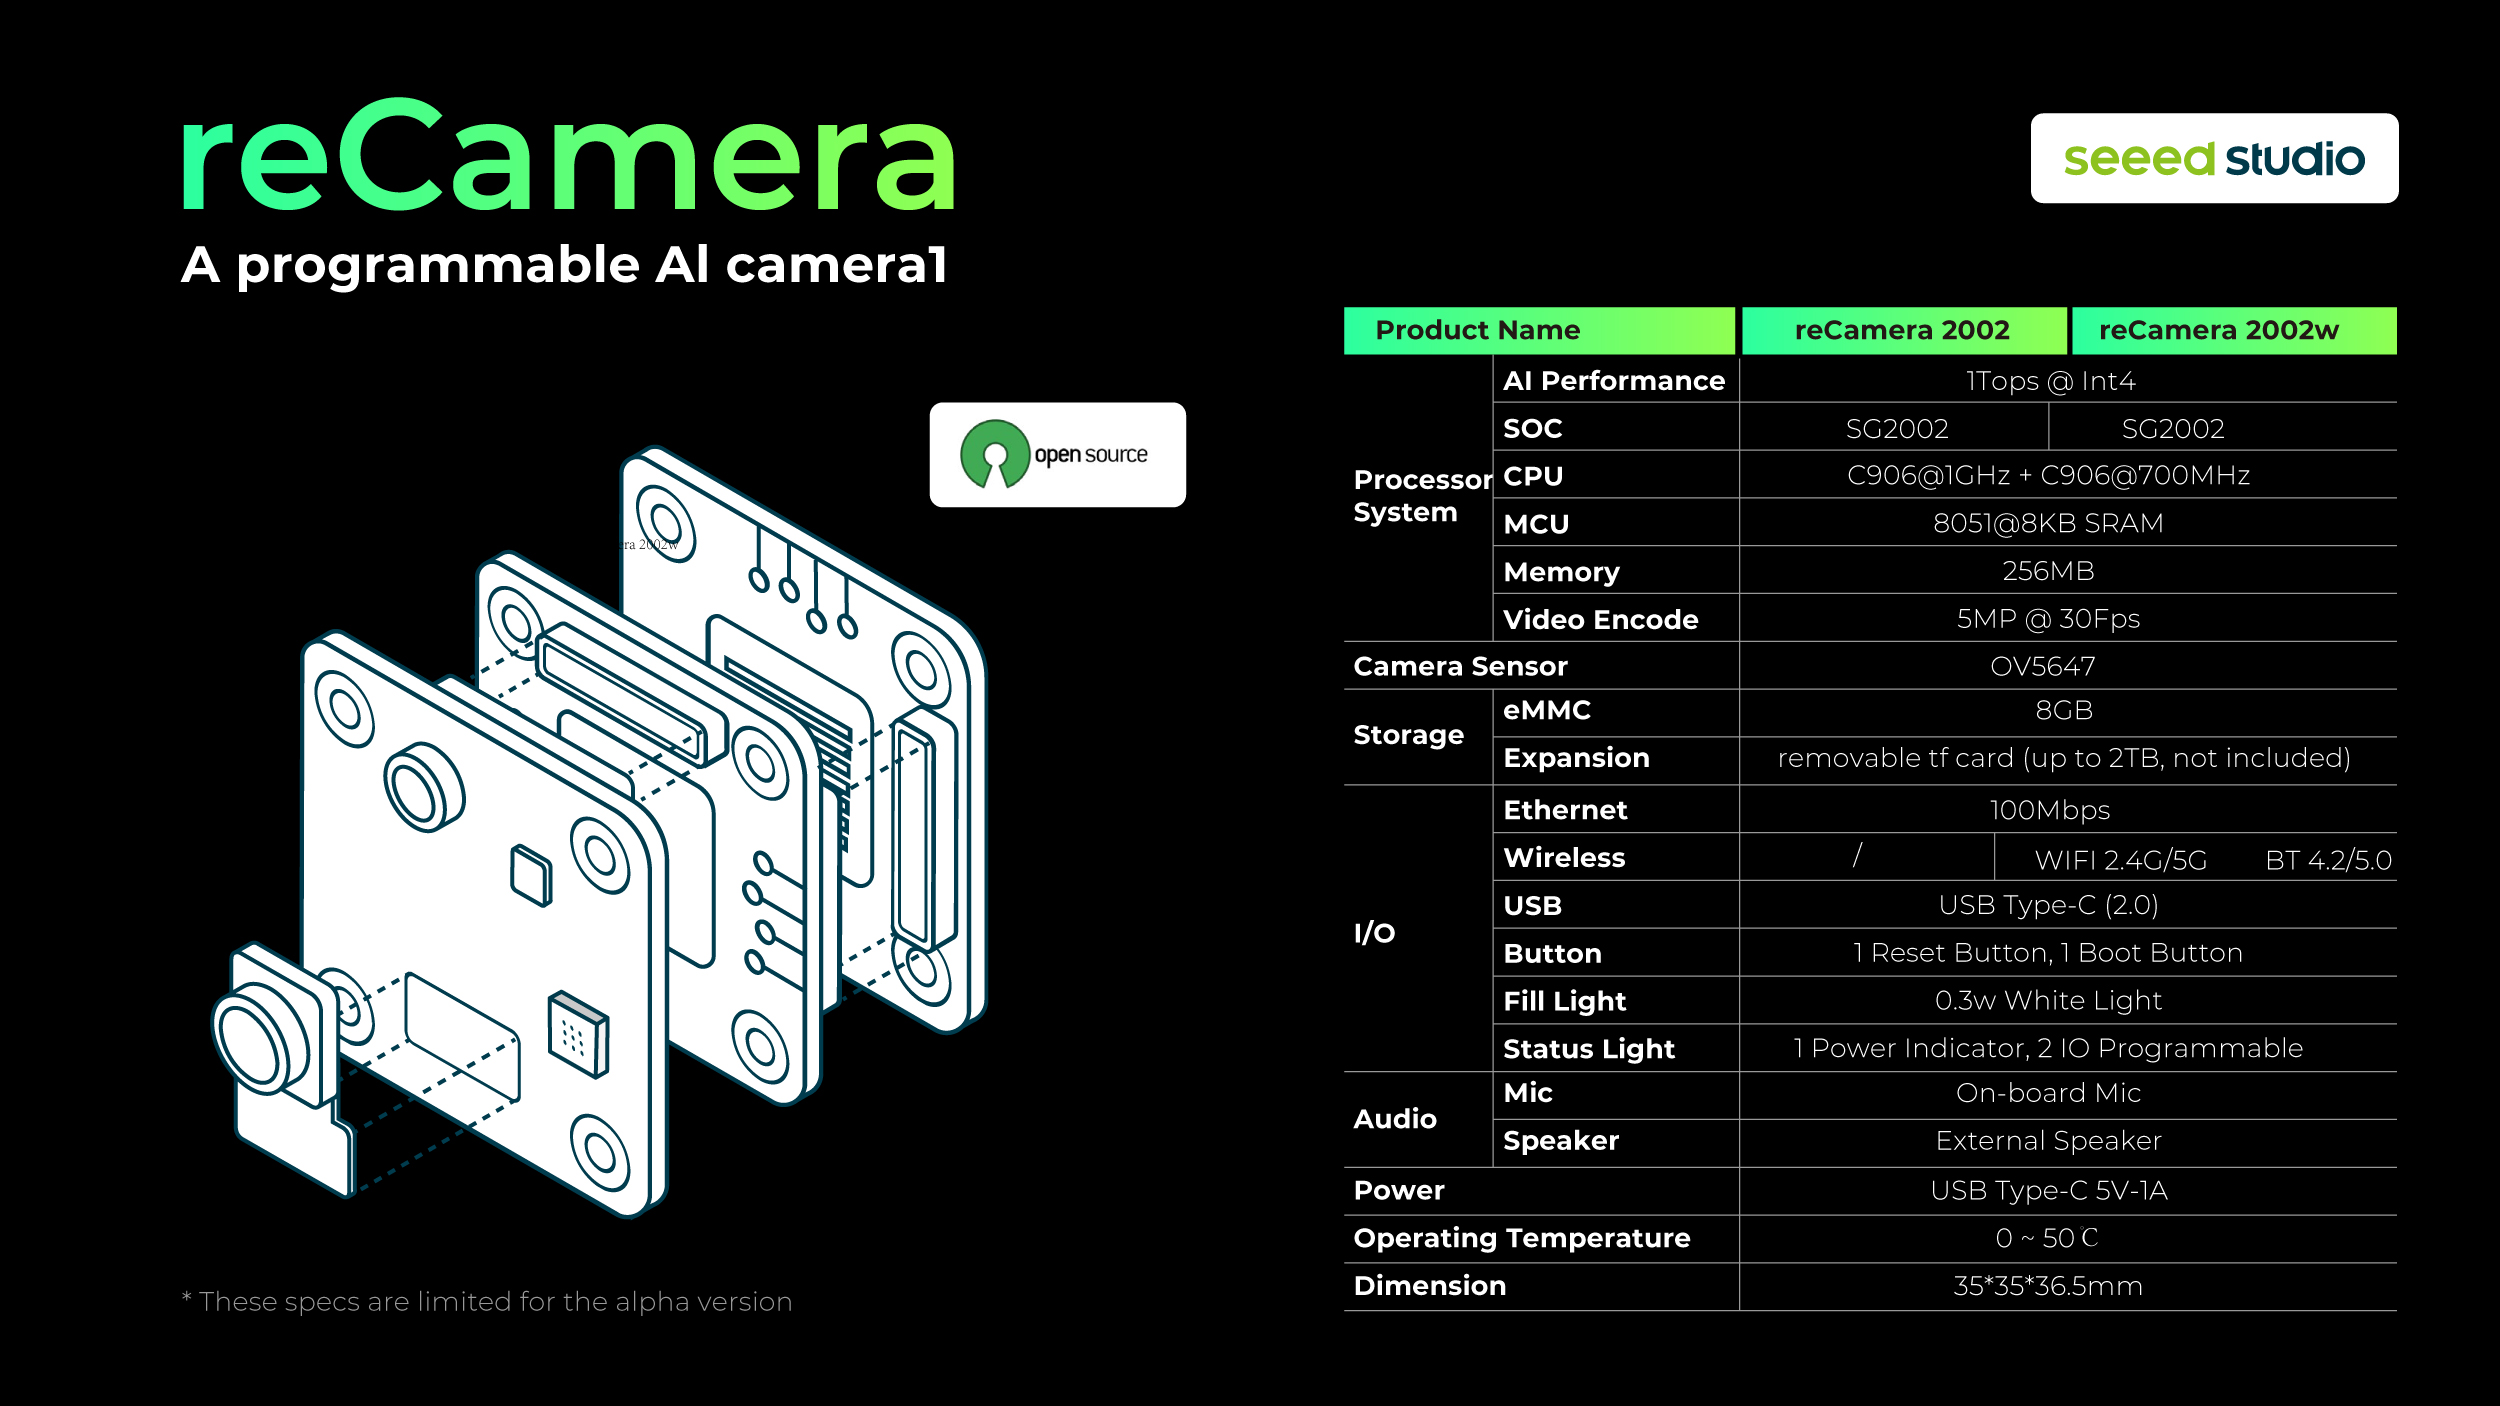 reCamera
A programmable AI camera1
seeed studio
open source
era 2002w
Product Name reCamera 2002 reCamera 2002w
Processor System
AI Performance 1Tops @ Int4
SOC SG2002 SG2002
CPU C906@1GHz + C906@700MHz
MCU 8051@8KB SRAM
Memory 256MB
Video Encode 5MP @ 30Fps
Camera Sensor OV5647
Storage
eMMC 8GB
Expansion removable tf card (up to 2TB, not included)
I/O
Ethernet 100Mbps
Wireless / WIFI 2.4G/5G BT 4.2/5.0
USB USB Type-C (2.0)
Button 1 Reset Button, 1 Boot Button
Fill Light 0.3w White Light
Status Light 1 Power Indicator, 2 IO Programmable
Audio
Mic On-board Mic
Speaker External Speaker
Power USB Type-C 5V-1A
Operating Temperature 0 ~ 50℃
Dimension 35*35*36.5mm
* These specs are limited for the alpha version